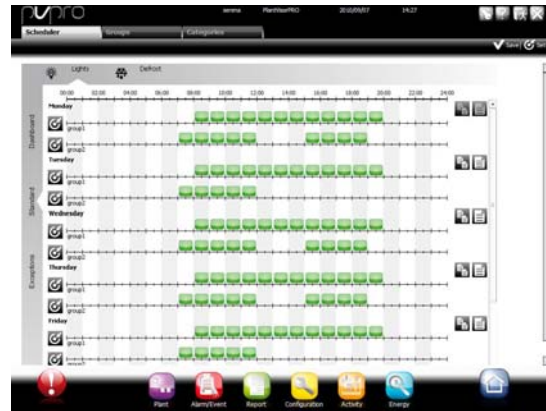 pvpro
serena PlantVisorPRO 2010/09/07 14:27
Scheduler Groups Categories
Save Set
Lights Defrost
00:00 02:00 04:00 06:00 08:00 10:00 12:00 14:00 16:00 18:00 20:00 22:00 24:00
Monday
group1
group2
Tuesday
group1
group2
Wednesday
group1
group2
Thursday
group1
group2
Friday
group1
group2
Dashboard
Standard
Exceptions
Plant Alarm/Event Report Configuration Activity Energy